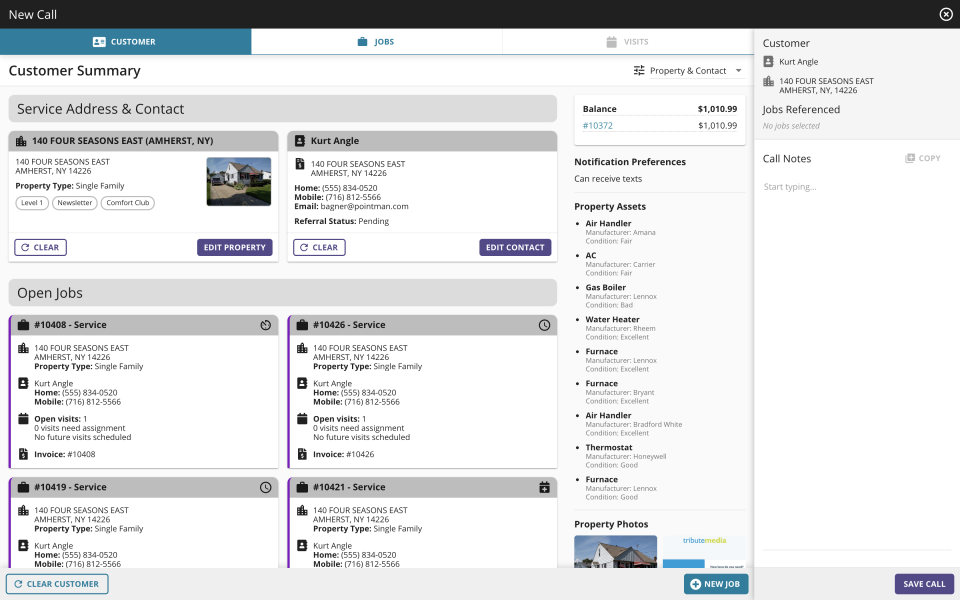 New Call
CUSTOMER
JOBS
VISITS
Customer Summary
Property & Contact
Service Address & Contact
140 FOUR SEASONS EAST (AMHERST, NY)
140 FOUR SEASONS EAST
AMHERST, NY 14226
Property Type: Single Family
Level 1
Newsletter
Comfort Club
CLEAR
EDIT PROPERTY
Kurt Angle
140 FOUR SEASONS EAST
AMHERST, NY 14226
Home: (555) 834-0520
Mobile: (716) 812-5566
Email: bagner@pointman.com
Referral Status: Pending
CLEAR
EDIT CONTACT
Open Jobs
#10408 - Service
140 FOUR SEASONS EAST
AMHERST, NY 14226
Property Type: Single Family
Kurt Angle
Home: (555) 834-0520
Mobile: (716) 812-5566
Open visits: 1
0 visits need assignment
No future visits scheduled
Invoice: #10408
#10426 - Service
140 FOUR SEASONS EAST
AMHERST, NY 14226
Property Type: Single Family
Kurt Angle
Home: (555) 834-0520
Mobile: (716) 812-5566
Open visits: 1
0 visits need assignment
No future visits scheduled
Invoice: #10426
#10419 - Service
140 FOUR SEASONS EAST
AMHERST, NY 14226
Property Type: Single Family
Kurt Angle
Home: (555) 834-0520
Mobile: (716) 812-5566
#10421 - Service
140 FOUR SEASONS EAST
AMHERST, NY 14226
Property Type: Single Family
Kurt Angle
Home: (555) 834-0520
Mobile: (716) 812-5566
Balance $1,010.99
#10372 $1,010.99
Notification Preferences
Can receive texts
Property Assets
• Air Handler
Manufacturer: Amana
Condition: Fair
• AC
Manufacturer: Carrier
Condition: Fair
• Gas Boiler
Manufacturer: Lennox
Condition: Bad
• Water Heater
Manufacturer: Rheem
Condition: Excellent
• Furnace
Manufacturer: Lennox
Condition: Excellent
• Furnace
Manufacturer: Bryant
Condition: Excellent
• Air Handler
Manufacturer: Bradford White
Condition: Excellent
• Thermostat
Manufacturer: Honeywell
Condition: Good
• Furnace
Manufacturer: Lennox
Condition: Good
Property Photos
tributemedia
CLEAR CUSTOMER
NEW JOB
Customer
Kurt Angle
140 FOUR SEASONS EAST
AMHERST, NY, 14226
Jobs Referenced
No jobs selected
Call Notes
COPY
Start typing...
SAVE CALL